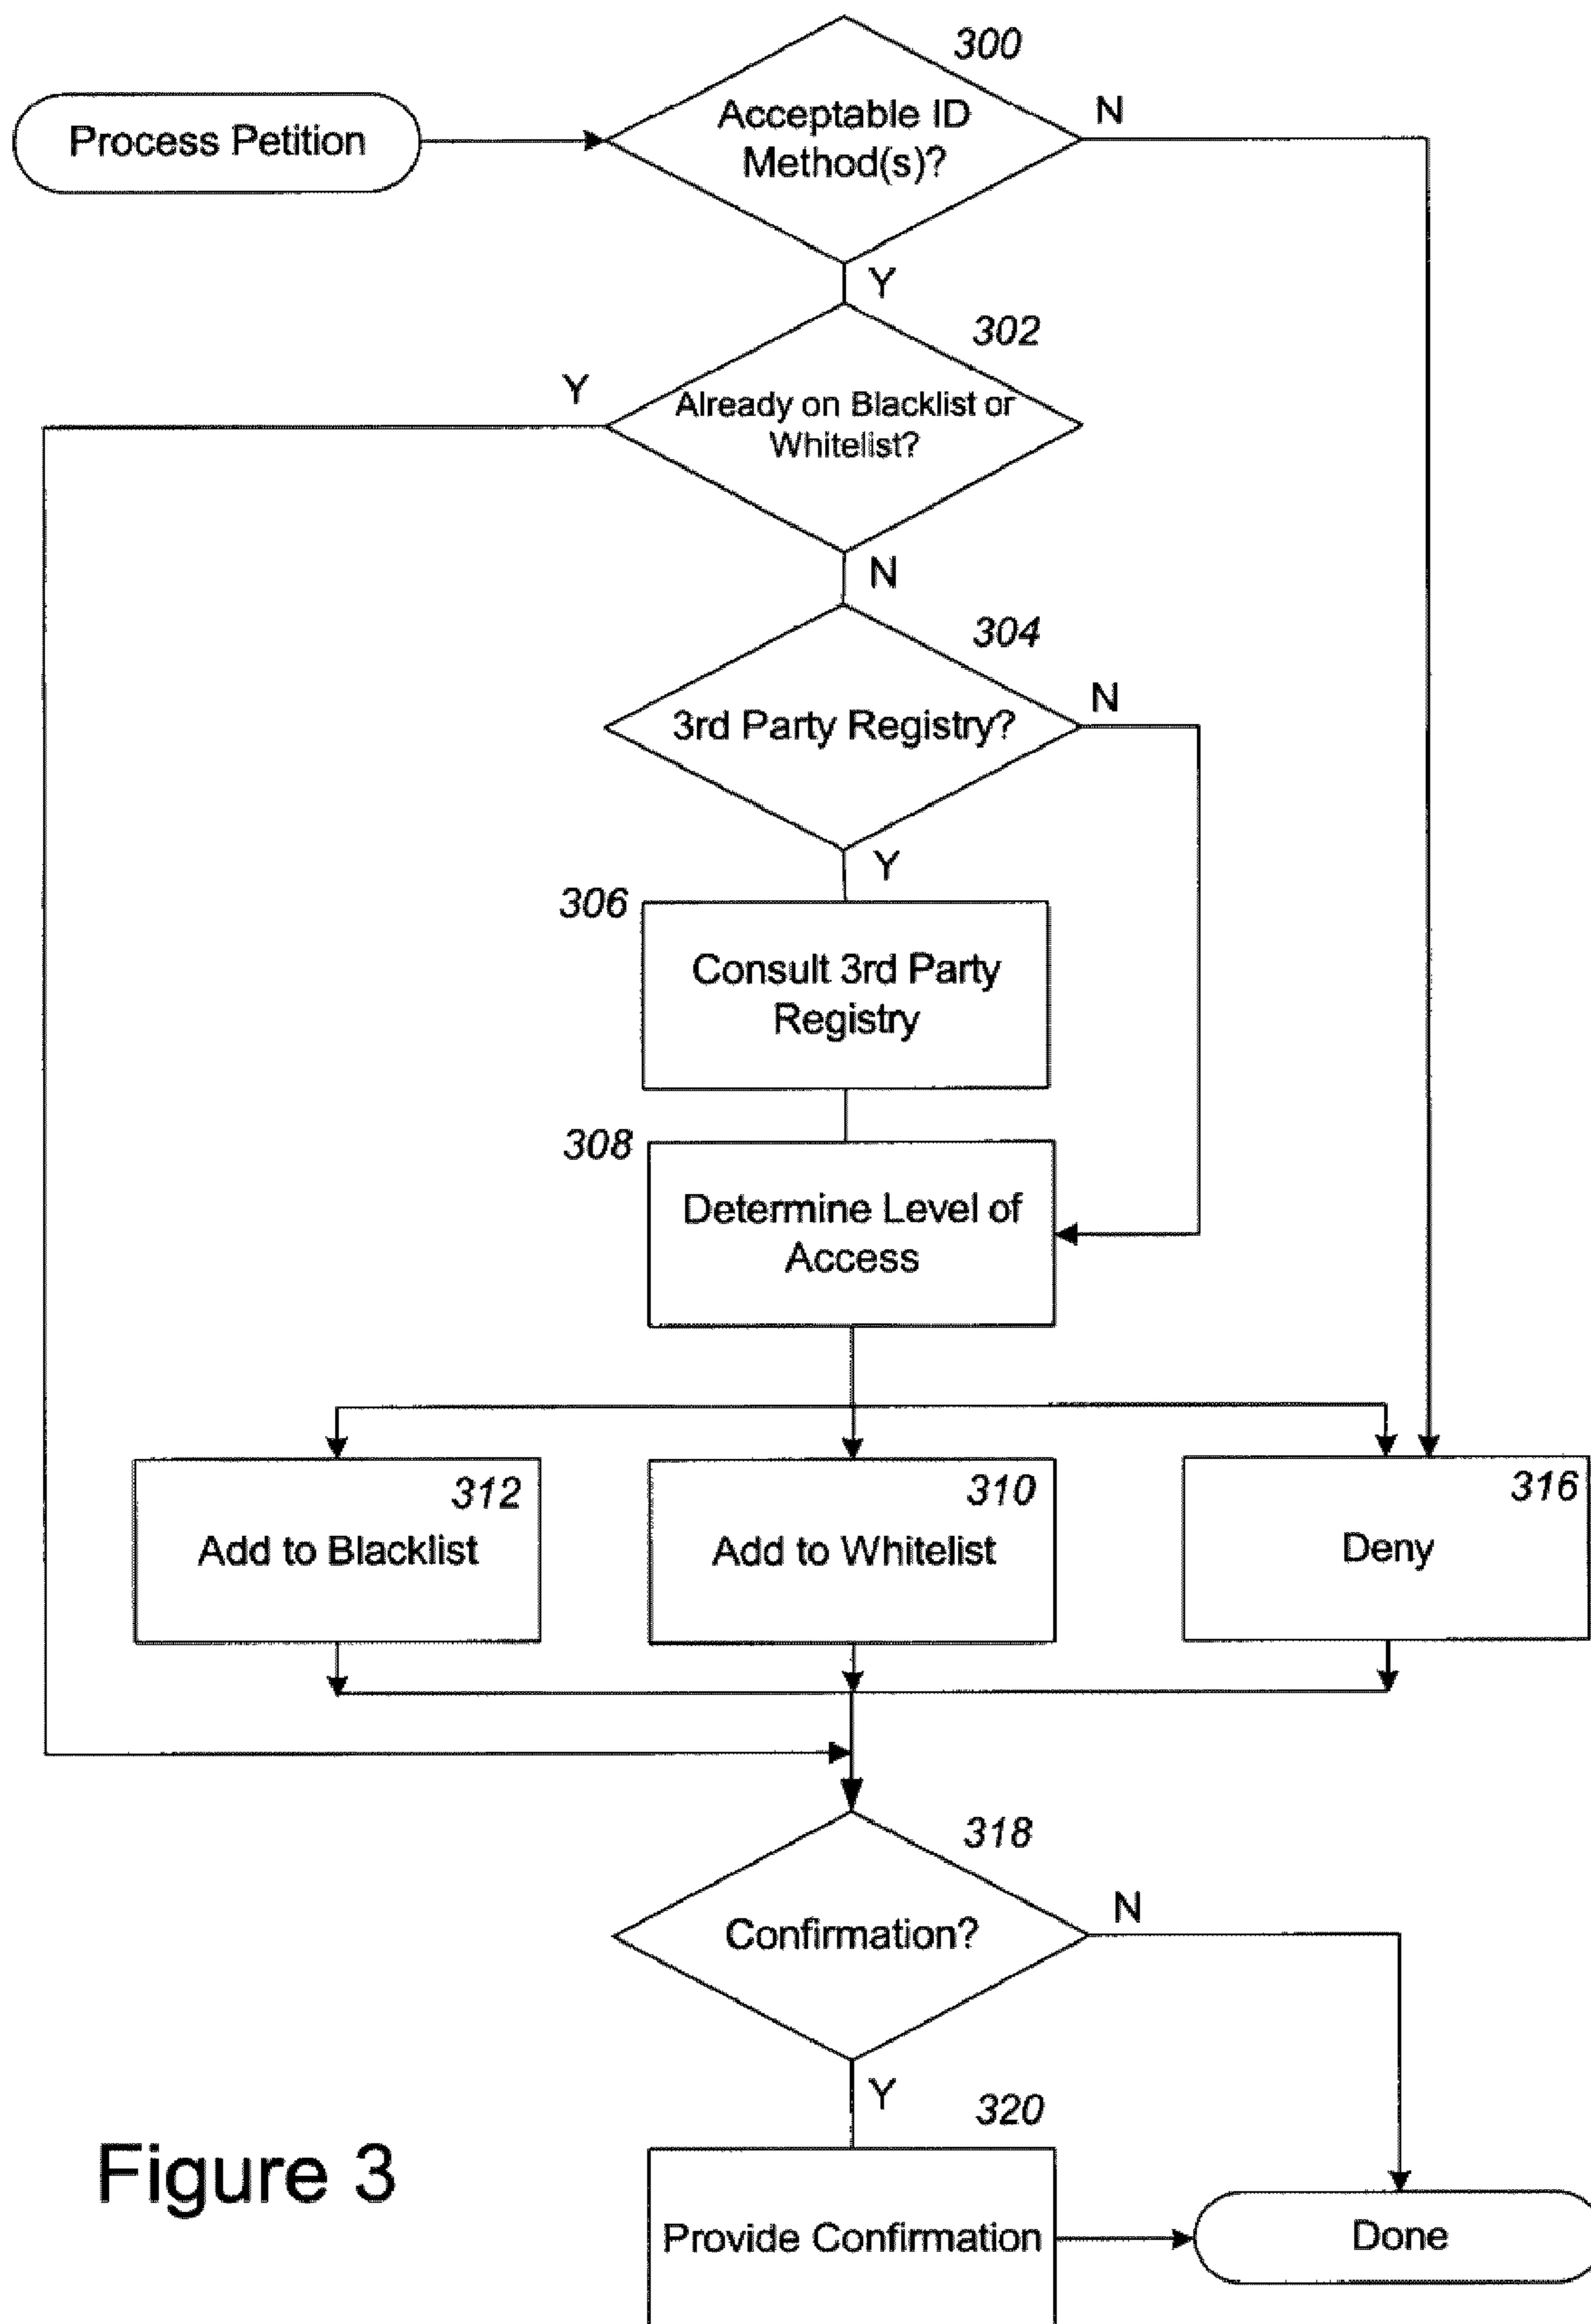 300
Process Petition
Acceptable ID
Method(s)?
N
Y
302
Y
Already on Blacklist or
Whitelist?
N
304
N
3rd Party Registry?
Y
306
Consult 3rd Party
Registry
308
Determine Level of
Access
312
310
316
Add to Blacklist
Add to Whitelist
Deny
318
N
Confirmation?
Y
320
Figure 3
Provide Confirmation
Done